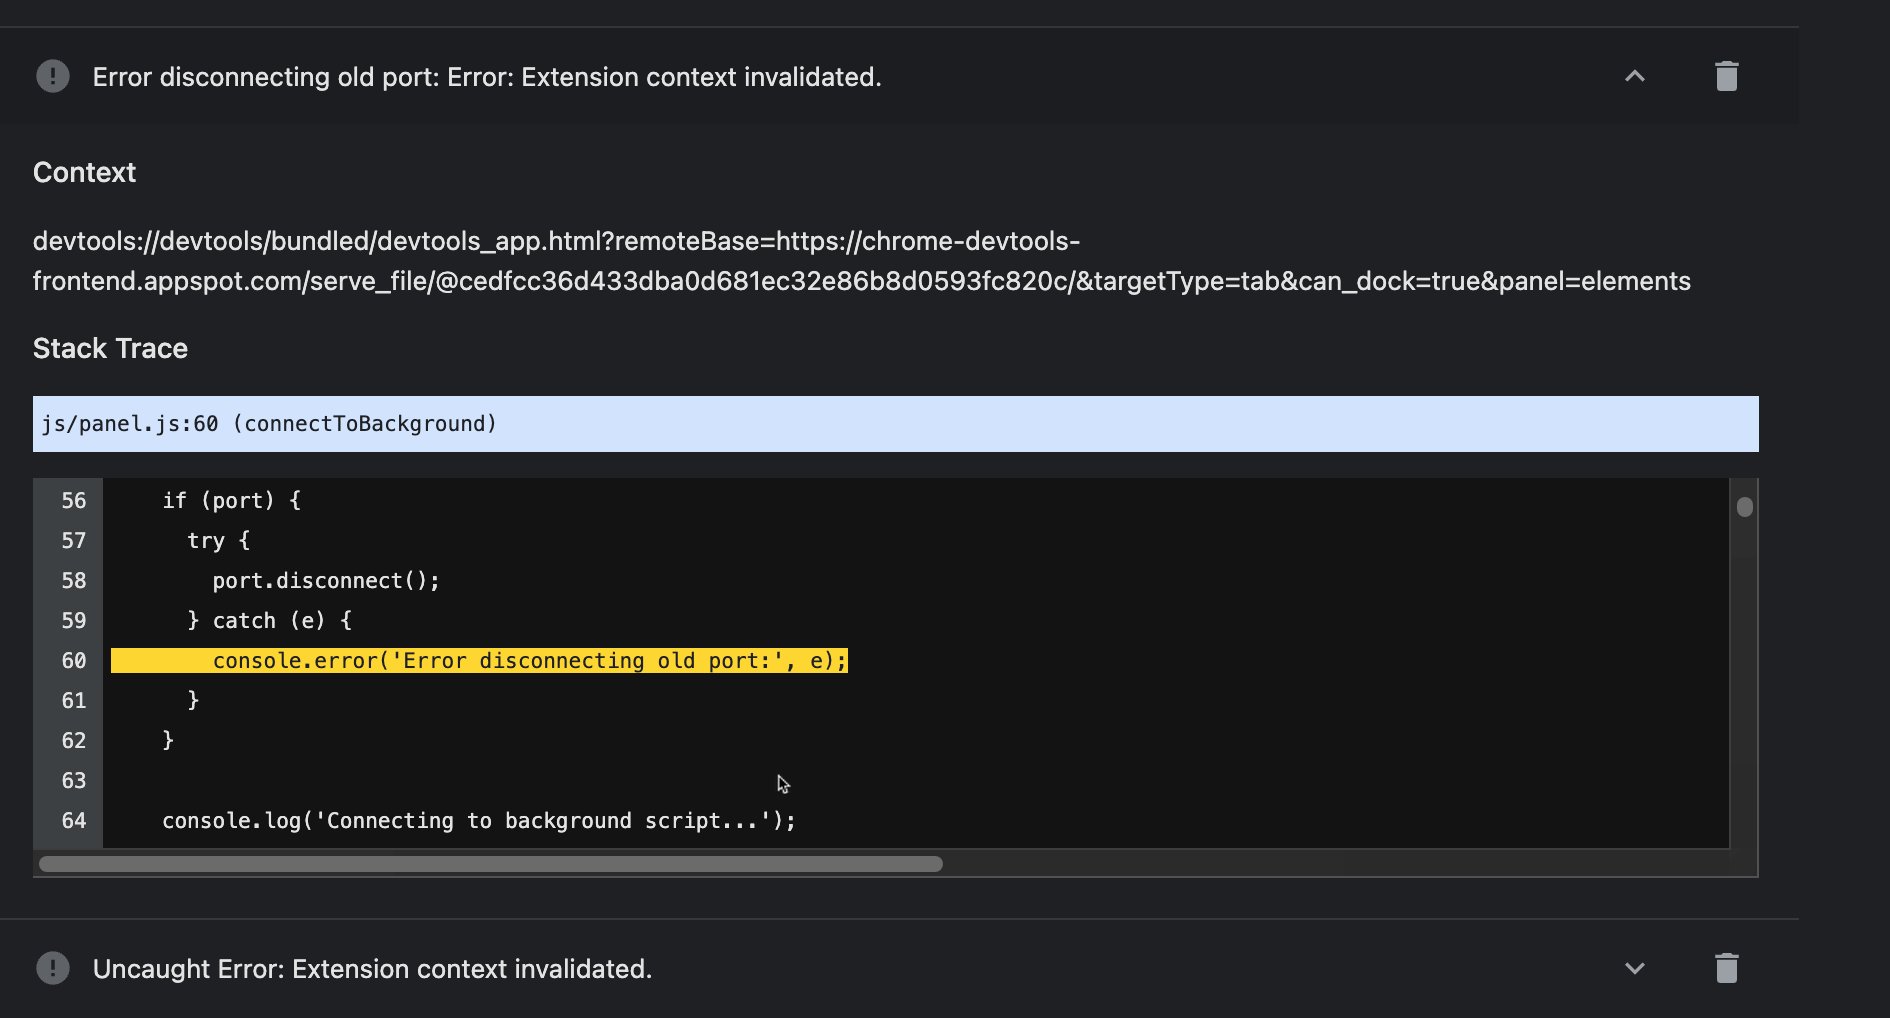 Error disconnecting old port: Error: Extension context invalidated.
Context
devtools://devtools/bundled/devtools_app.html?remoteBase=https://chrome-devtools-
frontend.appspot.com/serve_file/@cedfcc36d433dba0d681ec32e86b8d0593fc820c/&targetType=tab&can_dock=true&panel=elements
Stack Trace
js/panel.js:60 (connectToBackground)
56 if (port) {
57 try {
58 port.disconnect();
59 } catch (e) {
60 console.error('Error disconnecting old port:', e);
61 }
62 }
63
64 console.log('Connecting to background script...');
Uncaught Error: Extension context invalidated.